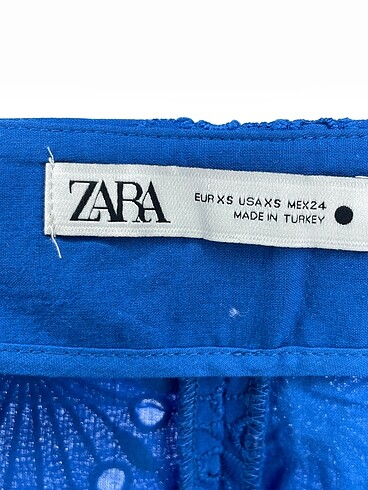 ZARA
EUR XS USA XS MEX 24
MADE IN TURKEY